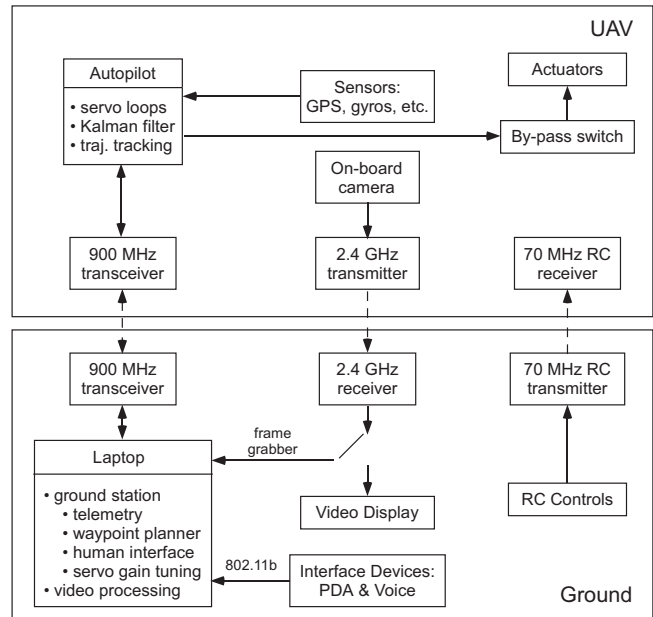 UAV
Autopilot
• servo loops
• Kalman filter
• traj. tracking
Sensors:
GPS, gyros, etc.
Actuators
By-pass switch
On-board
camera
900 MHz
transceiver
2.4 GHz
transmitter
70 MHz RC
receiver
900 MHz
transceiver
2.4 GHz
receiver
70 MHz RC
transmitter
frame
grabber
Laptop
• ground station
• telemetry
• waypoint planner
• human interface
• servo gain tuning
• video processing
Video Display
RC Controls
802.11b
Interface Devices:
PDA & Voice
Ground